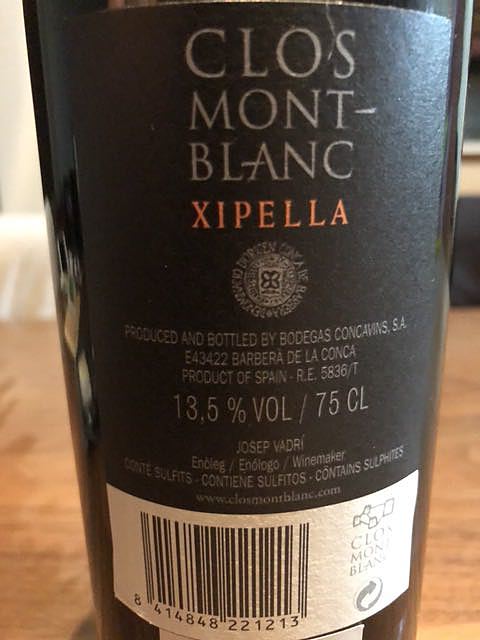 CLOS
MONT-
BLANC
XIPELLA
PRODUCED AND BOTTLED BY BODEGAS CONCAVINS, S.A.
E43422 BARBERÀ DE LA CONCA
PRODUCT OF SPAIN - R.E. 5836/T
13,5 % VOL / 75 CL
JOSEP VADRÍ
Enòleg / Enólogo / Winemaker
CONTÉ SULFITS - CONTIENE SULFITOS - CONTAINS SULPHITES
www.closmontblanc.com
CLOS
MONT
BLANC
8 414848 221213